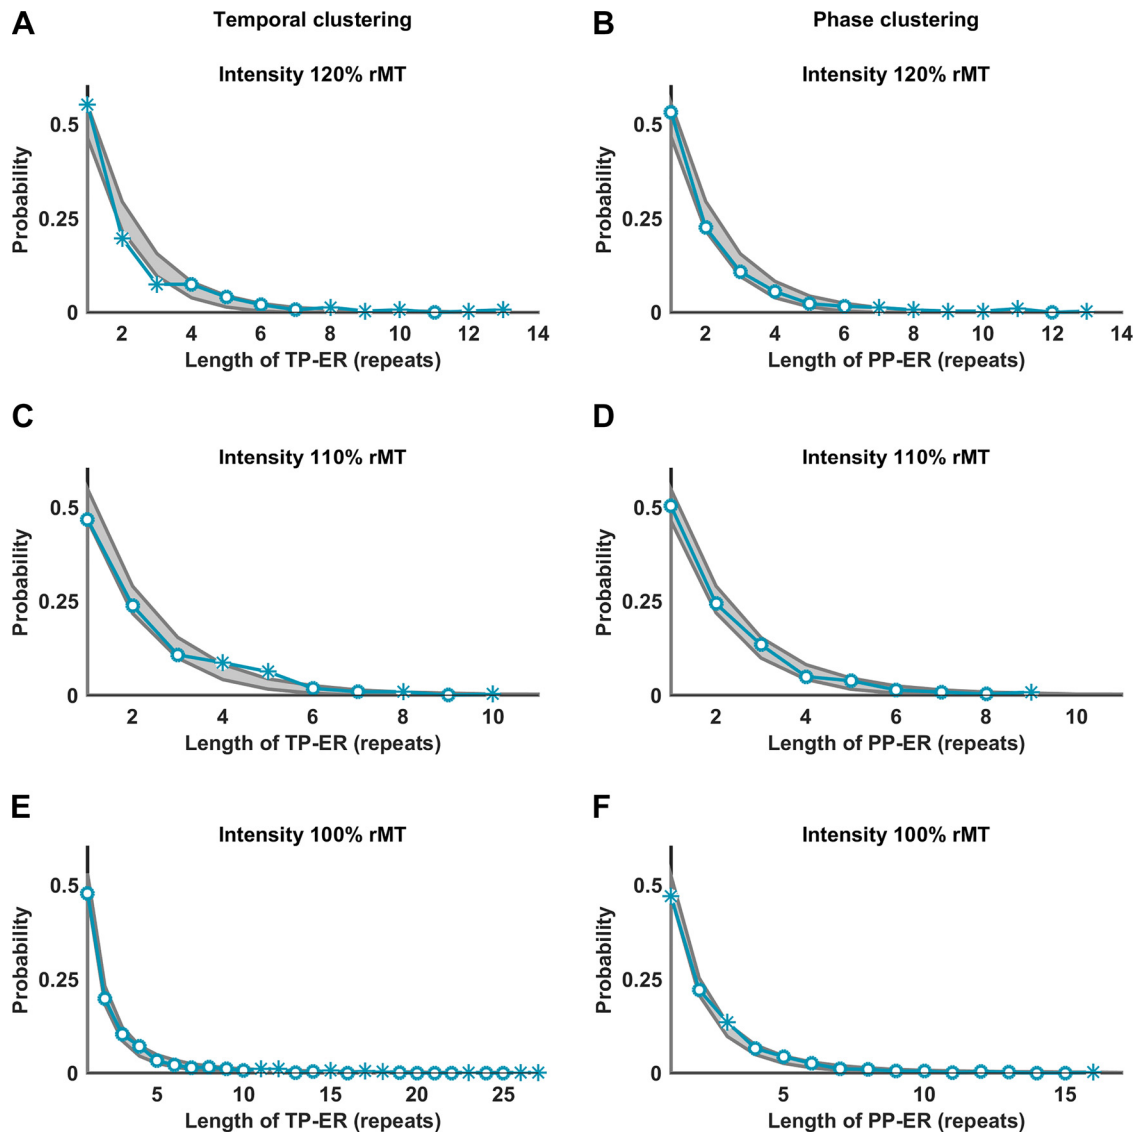 A
Temporal clustering
B
Phase clustering
Intensity 120% rMT
Probability
0.5
0.25
0
2 4 6 8 10 12 14
Length of TP-ER (repeats)
Intensity 120% rMT
Probability
0.5
0.25
0
2 4 6 8 10 12 14
Length of PP-ER (repeats)
C
Intensity 110% rMT
Probability
0.5
0.25
0
2 4 6 8 10
Length of TP-ER (repeats)
D
Intensity 110% rMT
Probability
0.5
0.25
0
2 4 6 8 10
Length of PP-ER (repeats)
E
Intensity 100% rMT
Probability
0.5
0.25
0
5 10 15 20 25
Length of TP-ER (repeats)
F
Intensity 100% rMT
Probability
0.5
0.25
0
5 10 15
Length of PP-ER (repeats)